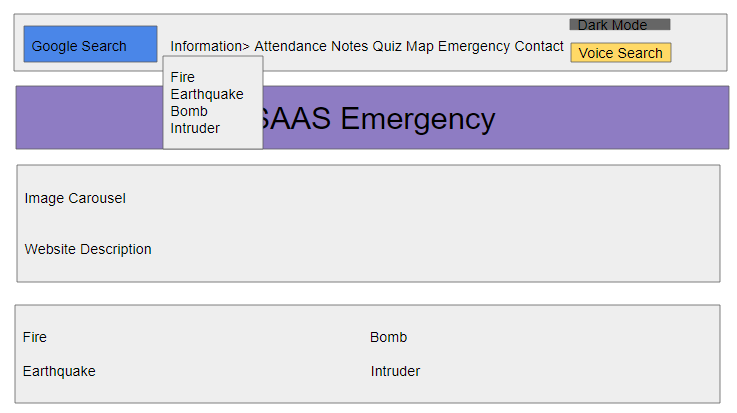 Dark Mode
Google Search
Information> Attendance Notes Quiz Map Emergency Contact
Voice Search
Fire
Earthquake
Bomb
Intruder
SAAS Emergency
Image Carousel
Website Description
Fire
Bomb
Earthquake
Intruder